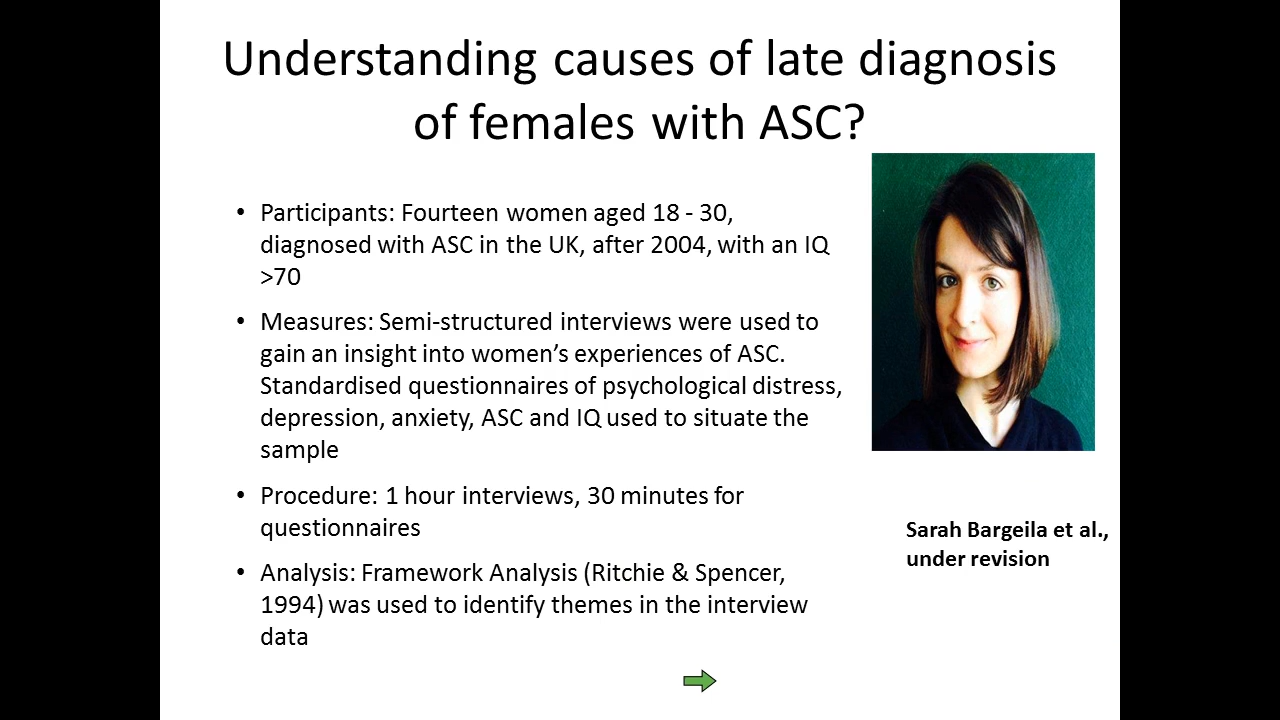 Understanding causes of late diagnosis
of females with ASC?
• Participants: Fourteen women aged 18 - 30,
diagnosed with ASC in the UK, after 2004, with an IQ
>70
• Measures: Semi-structured interviews were used to
gain an insight into women’s experiences of ASC.
Standardised questionnaires of psychological distress,
depression, anxiety, ASC and IQ used to situate the
sample
• Procedure: 1 hour interviews, 30 minutes for
questionnaires
• Analysis: Framework Analysis (Ritchie & Spencer,
1994) was used to identify themes in the interview
data
Sarah Bargeila et al.,
under revision